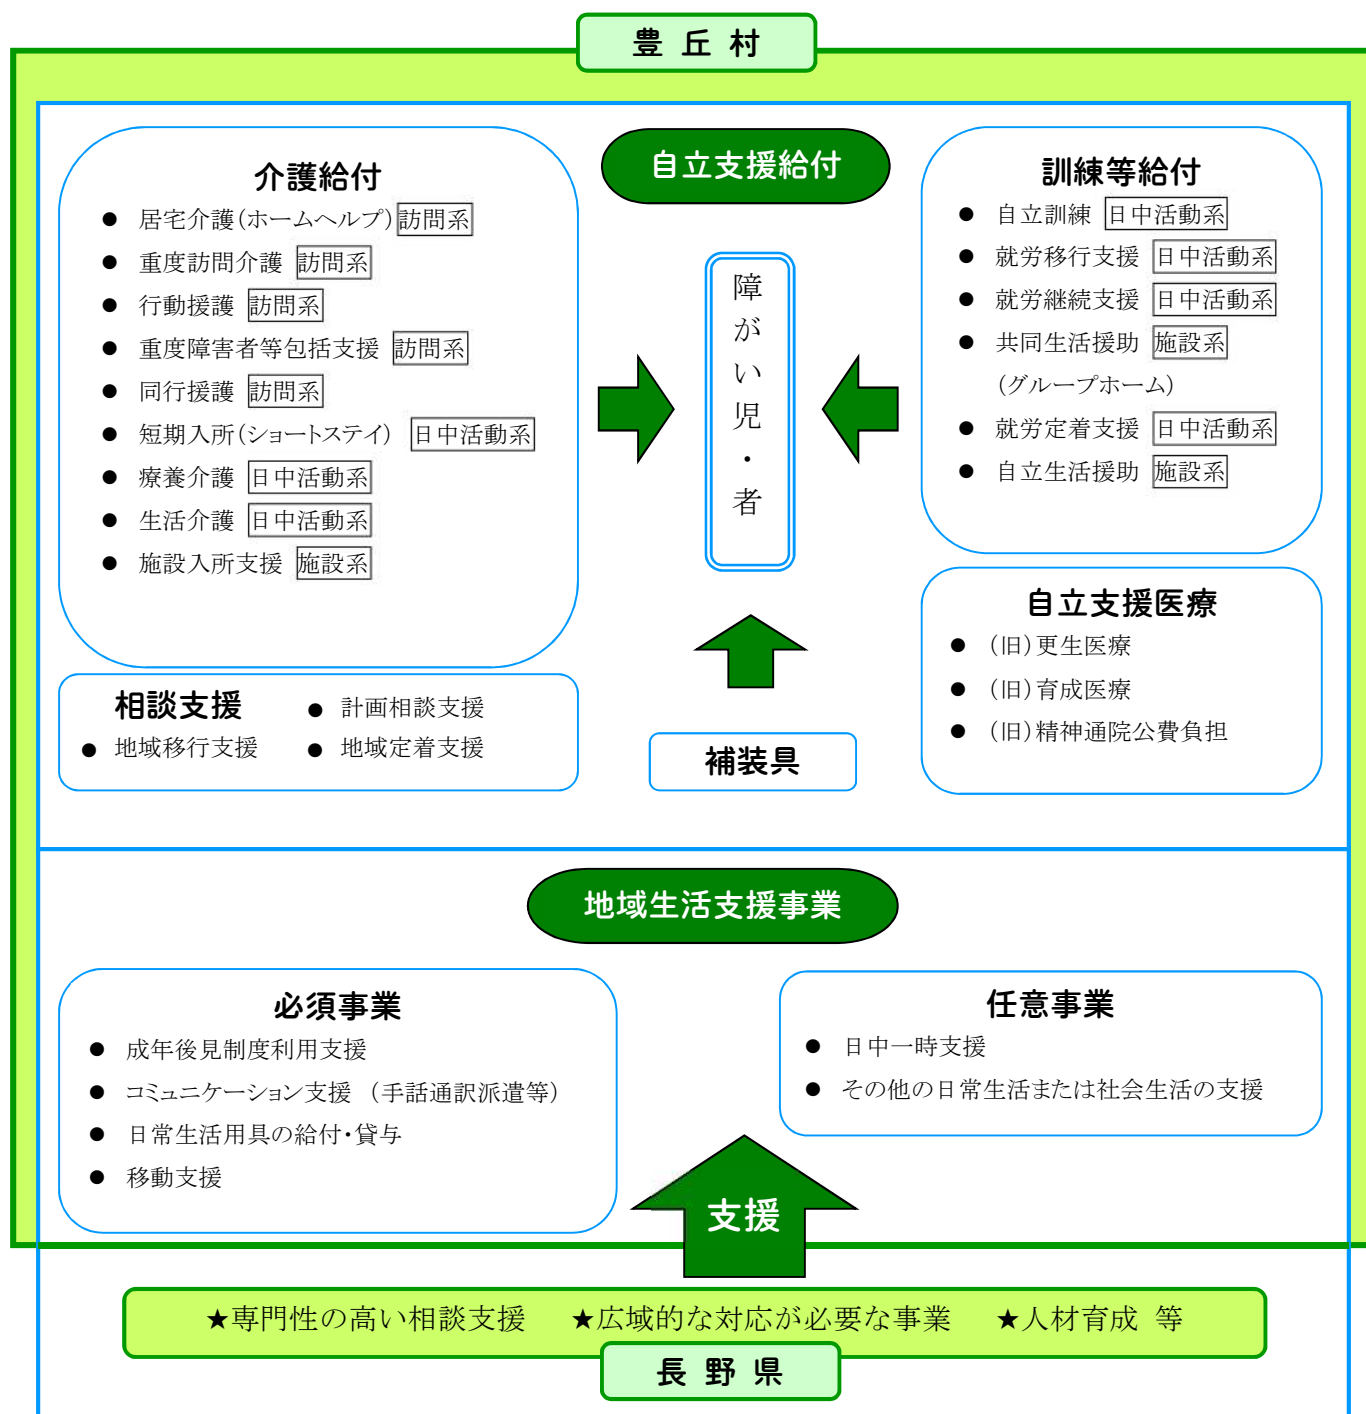 豊丘村
自立支援給付
介護給付
● 居宅介護(ホームヘルプ) 訪問系
● 重度訪問介護 訪問系
● 行動援護 訪問系
● 重度障害者等包括支援 訪問系
● 同行援護 訪問系
● 短期入所(ショートステイ) 日中活動系
● 療養介護 日中活動系
● 生活介護 日中活動系
● 施設入所支援 施設系
障がい児・者
訓練等給付
● 自立訓練 日中活動系
● 就労移行支援 日中活動系
● 就労継続支援 日中活動系
● 共同生活援助 施設系
(グループホーム)
● 就労定着支援 日中活動系
● 自立生活援助 施設系
自立支援医療
● (旧)更生医療
● (旧)育成医療
● (旧)精神通院公費負担
相談支援 ● 計画相談支援
● 地域移行支援 ● 地域定着支援
補装具
地域生活支援事業
必須事業
● 成年後見制度利用支援
● コミュニケーション支援 (手話通訳派遣等)
● 日常生活用具の給付・貸与
● 移動支援
任意事業
● 日中一時支援
● その他の日常生活または社会生活の支援
支援
★専門性の高い相談支援 ★広域的な対応が必要な事業 ★人材育成 等
長野県